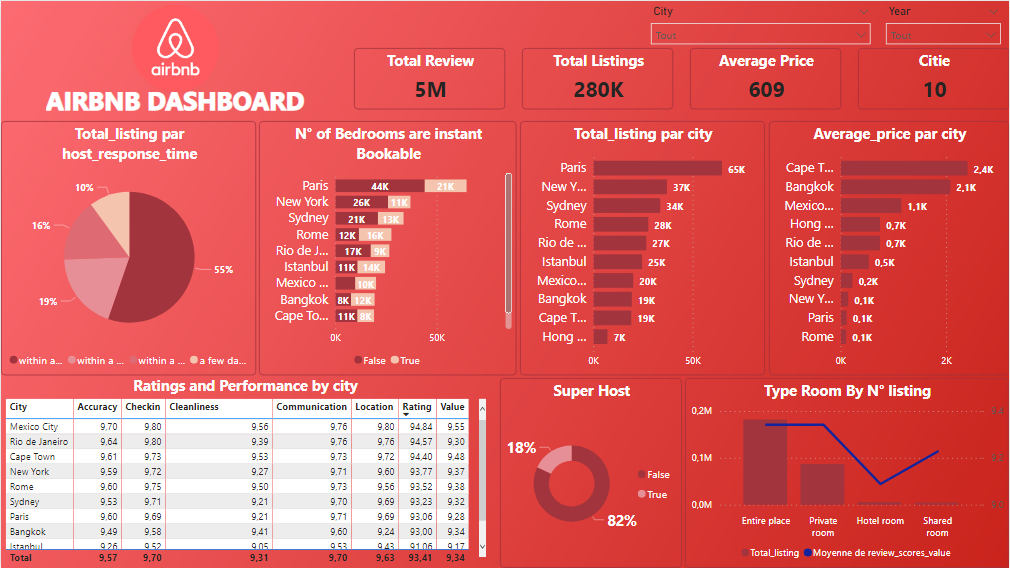 City
Year
Tout
Tout
airbnb
AIRBNB DASHBOARD
Total Review
5M
Total Listings
280K
Average Price
609
Citie
10
Total_listing par
host_response_time
10%
16%
19%
55%
within a...
within a ...
within a ...
a few da...
N° of Bedrooms are instant
Bookable
Paris 44K 21K
New York 26K 11K
Sydney 21K 13K
Rome 12K 16K
Rio de J... 17K 9K
Istanbul 11K 14K
Mexico ... 10K
Bangkok 8K 12K
Cape To... 11K 8K
0K 50K
False True
Total_listing par city
Paris 65K
New Y... 37K
Sydney 34K
Rome 28K
Rio de ... 27K
Istanbul 25K
Mexico... 20K
Bangkok 19K
Cape T... 19K
Hong ... 7K
0K 50K
Average_price par city
Cape T... 2,4K
Bangkok 2,1K
Mexico... 1,1K
Hong ... 0,7K
Rio de ... 0,7K
Istanbul 0,5K
Sydney 0,2K
New Y... 0,1K
Paris 0,1K
Rome 0,1K
0K 2K
Ratings and Performance by city
City Accuracy Checkin Cleanliness Communication Location Rating Value
Mexico City 9,70 9,80 9,56 9,76 9,80 94,84 9,55
Rio de Janeiro 9,64 9,80 9,39 9,76 9,76 94,57 9,30
Cape Town 9,61 9,73 9,53 9,73 9,72 94,40 9,48
New York 9,59 9,72 9,27 9,71 9,60 93,77 9,37
Rome 9,60 9,75 9,50 9,73 9,56 93,52 9,38
Sydney 9,53 9,71 9,21 9,70 9,69 93,23 9,32
Paris 9,60 9,69 9,21 9,71 9,69 93,06 9,28
Bangkok 9,49 9,58 9,41 9,60 9,24 93,00 9,34
Istanbul 9,26 9,52 9,05 9,53 9,43 91,06 9,17
Total 9,57 9,70 9,31 9,70 9,63 93,41 9,34
Super Host
18%
82%
False
True
Type Room By N° listing
0,2M
0,1M
0,0M
Entire place
Private
room
Hotel room
Shared
room
Total_listing Moyenne de review_scores_value